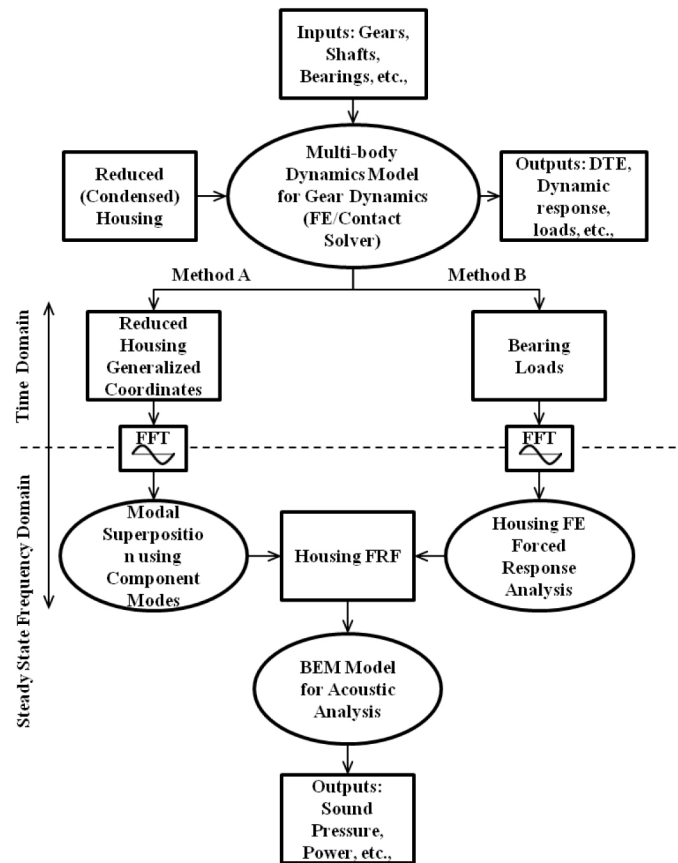 Inputs: Gears,
Shafts,
Bearings, etc.,
Reduced
(Condensed)
Housing
Multi-body
Dynamics Model
for Gear Dynamics
(FE/Contact
Solver)
Outputs: DTE,
Dynamic
response,
loads, etc.,
Method A
Method B
Time Domain
Reduced
Housing
Generalized
Coordinates
Bearing
Loads
FFT
FFT
Steady State Frequency Domain
Modal
Superpositio
n using
Component
Modes
Housing FRF
Housing FE
Forced
Response
Analysis
BEM Model
for Acoustic
Analysis
Outputs:
Sound
Pressure,
Power, etc.,